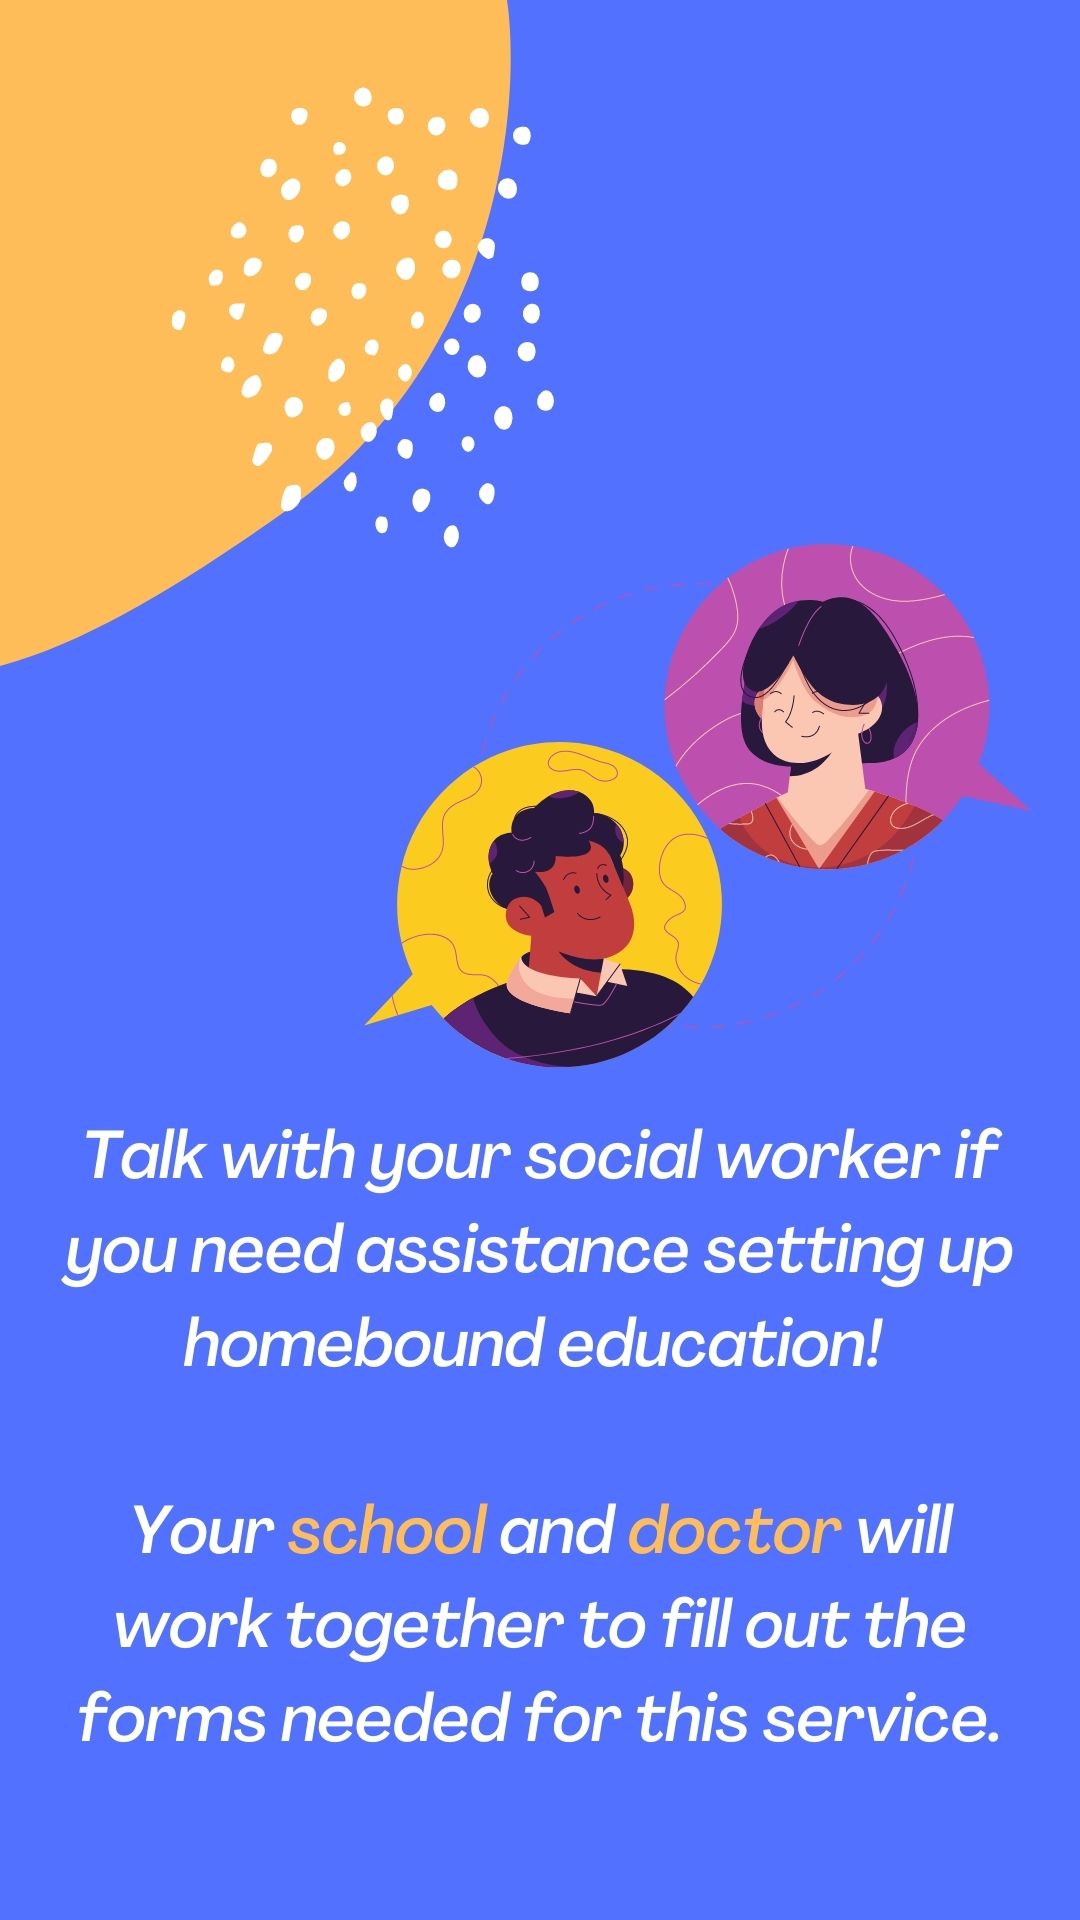 Talk with your social worker if
you need assistance setting up
homebound education!
Your school and doctor will
work together to fill out the
forms needed for this service.